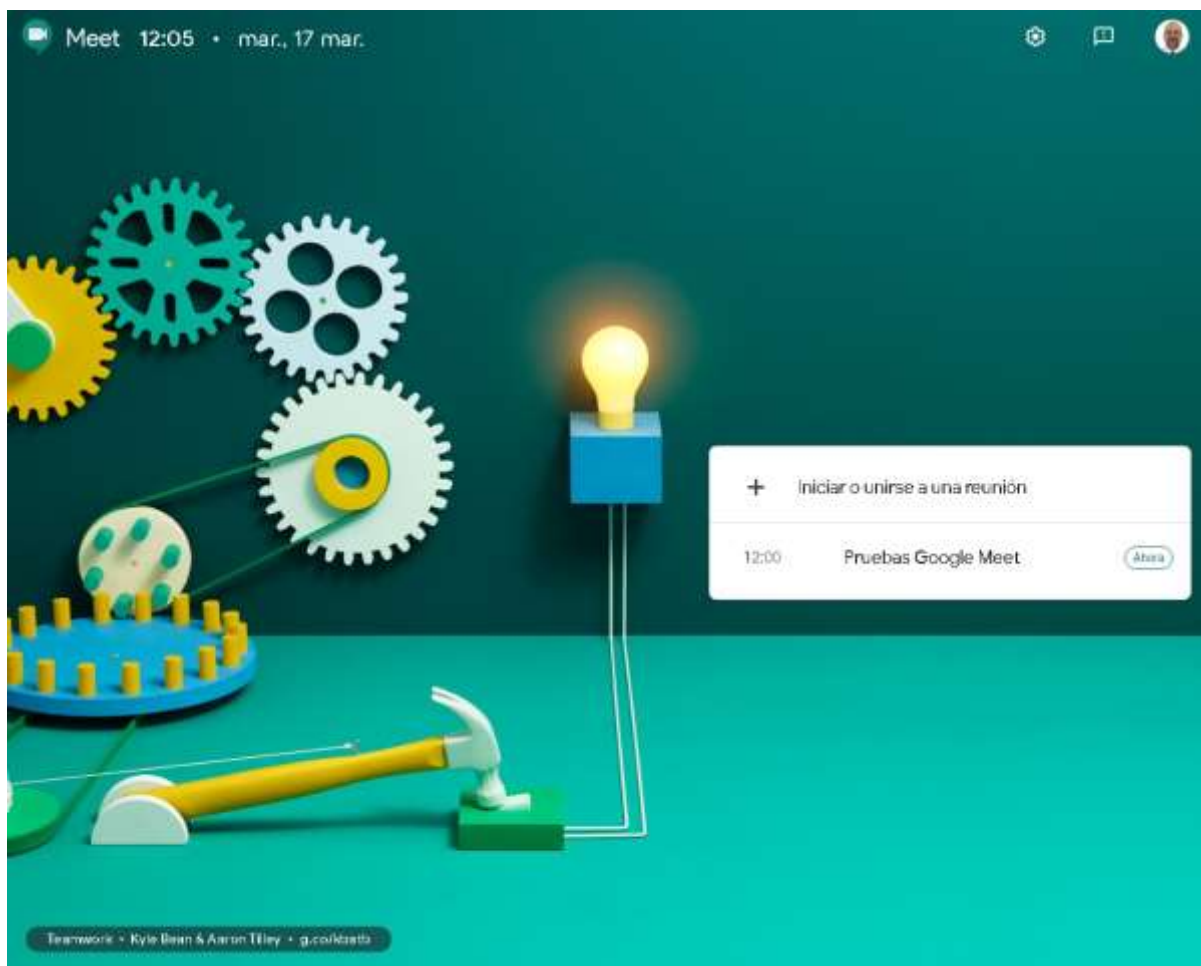 Meet 12:05 • mar., 17 mar.
+ Iniciar o unirse a una reunión
12:00 Pruebas Google Meet Ahora
Teamwork • Kyle Bean & Aaron Tilley •